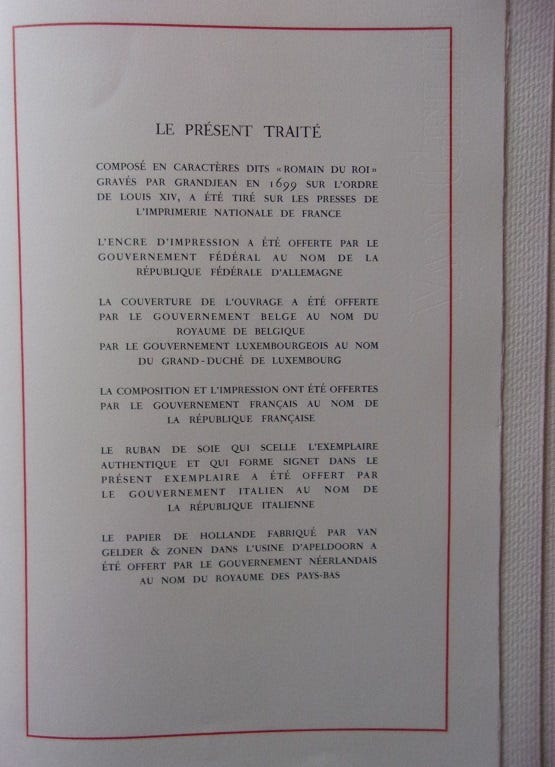 LE PRÉSENT TRAITÉ
COMPOSÉ EN CARACTÈRES DITS «ROMAIN DU ROI»
GRAVÉS PAR GRANDJEAN EN 1699 SUR L'ORDRE
DE LOUIS XIV, A ÉTÉ TIRÉ SUR LES PRESSES DE
L'IMPRIMERIE NATIONALE DE FRANCE
L'ENCRE D'IMPRESSION A ÉTÉ OFFERTE PAR LE
GOUVERNEMENT FÉDÉRAL AU NOM DE LA
RÉPUBLIQUE FÉDÉRALE D'ALLEMAGNE
LA COUVERTURE DE L'OUVRAGE A ÉTÉ OFFERTE
PAR LE GOUVERNEMENT BELGE AU NOM DU
ROYAUME DE BELGIQUE
PAR LE GOUVERNEMENT LUXEMBOURGEOIS AU NOM
DU GRAND-DUCHÉ DE LUXEMBOURG
LA COMPOSITION ET L'IMPRESSION ONT ÉTÉ OFFERTES
PAR LE GOUVERNEMENT FRANÇAIS AU NOM DE
LA RÉPUBLIQUE FRANÇAISE
LE RUBAN DE SOIE QUI SCELLE L'EXEMPLAIRE
AUTHENTIQUE ET QUI FORME SIGNET DANS LE
PRÉSENT EXEMPLAIRE A ÉTÉ OFFERT PAR
LE GOUVERNEMENT ITALIEN AU NOM DE
LA RÉPUBLIQUE ITALIENNE
LE PAPIER DE HOLLANDE FABRIQUÉ PAR VAN
GELDER & ZONEN DANS L'USINE D'APELDOORN A
ÉTÉ OFFERT PAR LE GOUVERNEMENT NÉERLANDAIS
AU NOM DU ROYAUME DES PAYS-BAS